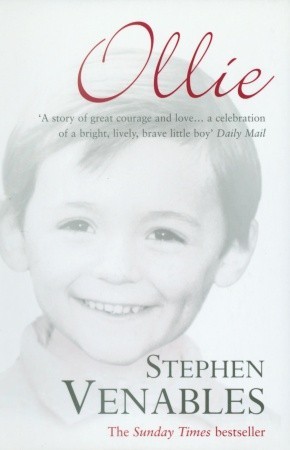 Ollie
‘A story of great courage and love… a celebration
of a bright, lively, brave little boy’ Daily Mail
STEPHEN
VENABLES
The Sunday Times bestseller